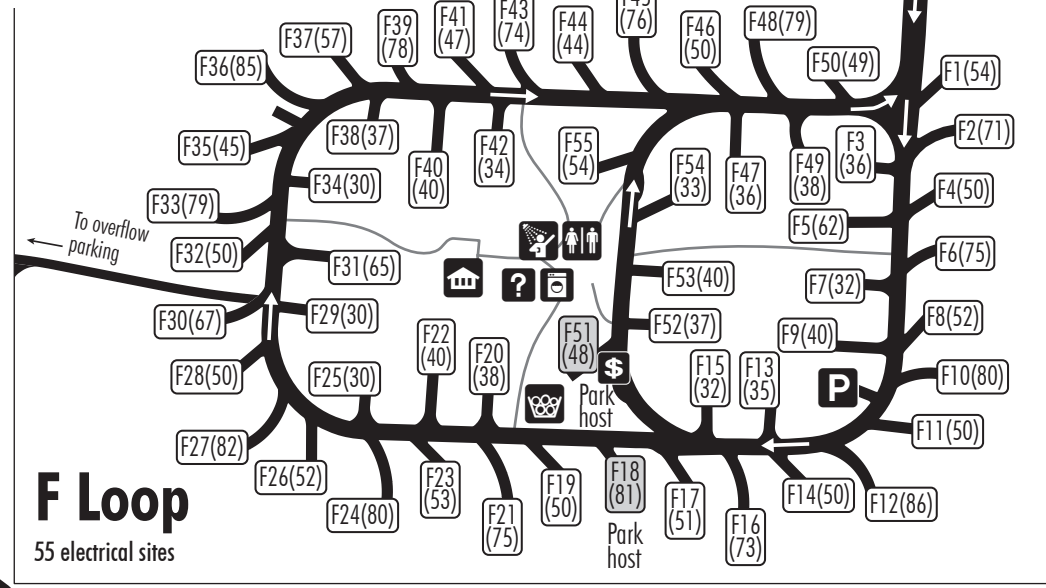 F37(57)
F39
(78)
F41
(47)
F43
(74)
F44
(44)
(76)
F46
(50)
F48(79)
F50(49)
F1(54)
F36(85)
F35(45)
F38(37)
F40
(40)
F42
(34)
F55
(54)
F54
(33)
F47
(36)
F49
(38)
F3
(36)
F2(71)
F34(30)
F33(79)
F4(50)
F5(62)
To overflow
parking
F32(50)
F31(65)
F53(40)
F6(75)
F7(32)
?
F30(67)
F29(30)
F22
(40)
F20
(38)
F51
(48)
F52(37)
F8(52)
F9(40)
$
F28(50)
F25(30)
F15
(32)
F13
(35)
P
F10(80)
Park
host
F11(50)
F27(82)
F26(52)
F24(80)
F23
(53)
F21
(75)
F19
(50)
F18
(81)
F17
(51)
F16
(73)
F14(50)
F12(86)
Park
host
F Loop
55 electrical sites